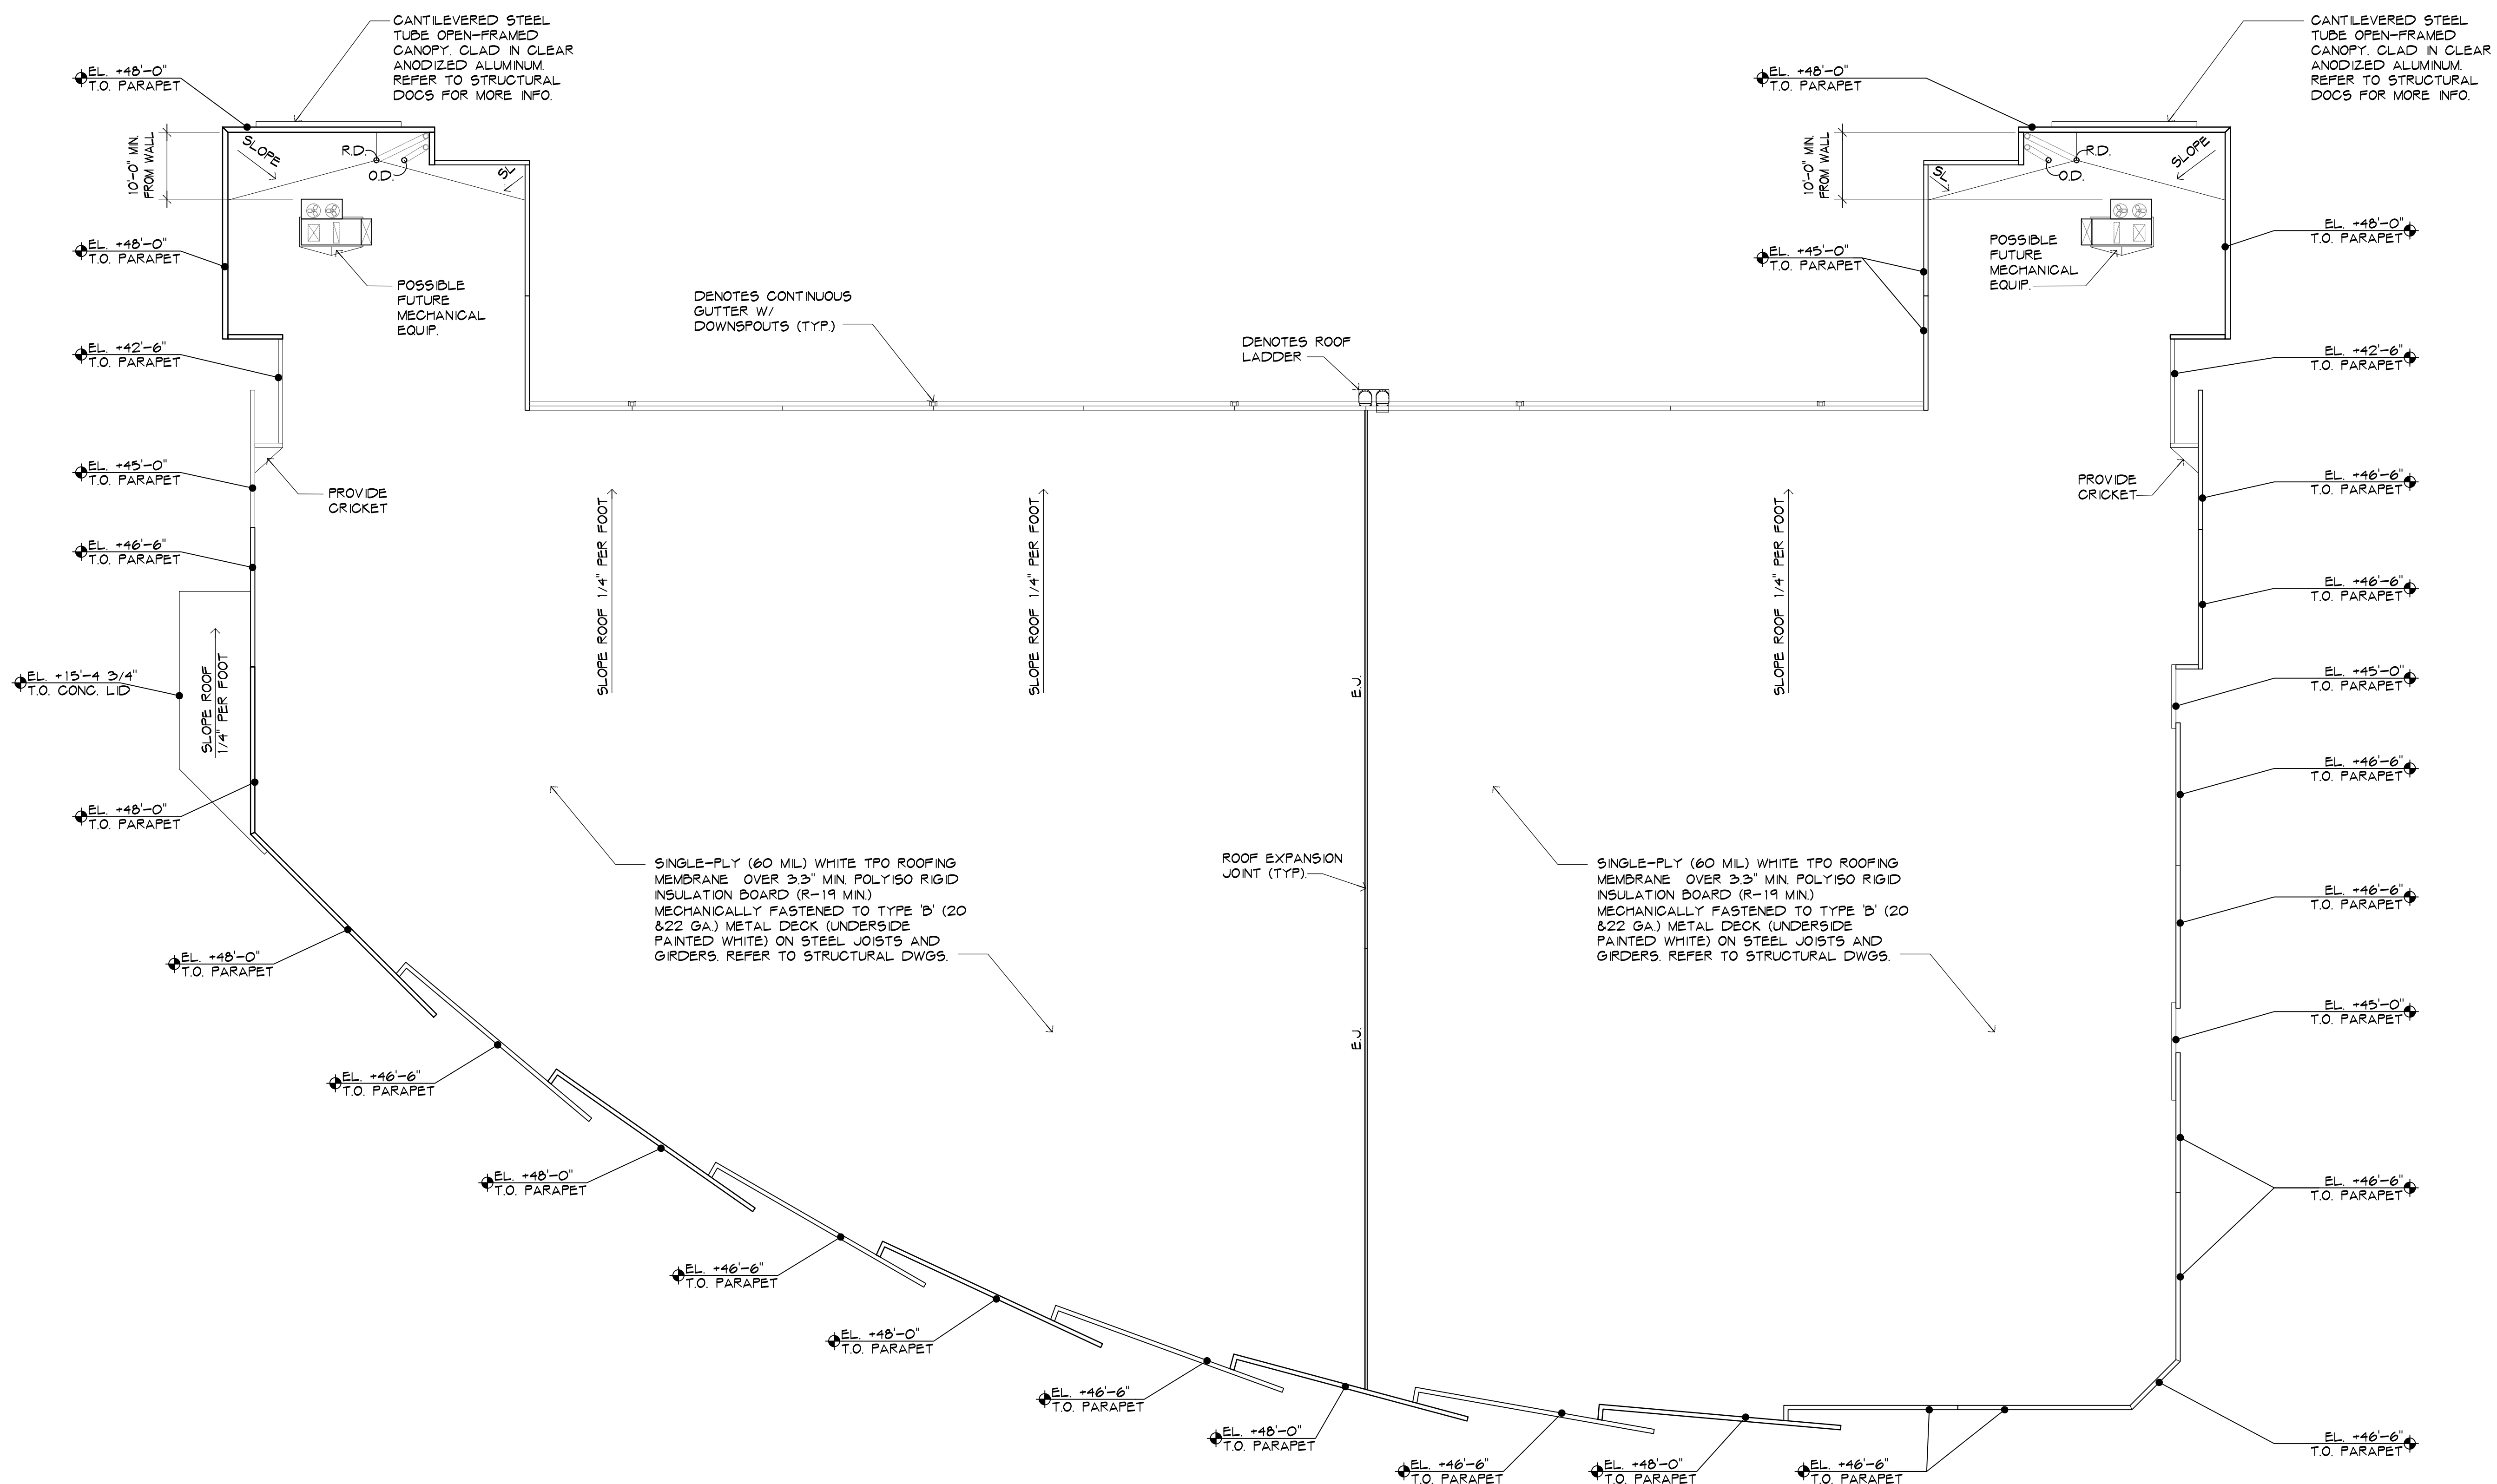 CANTILEVERED STEEL
TUBE OPEN-FRAMED
CANOPY. CLAD IN CLEAR
ANODIZED ALUMINUM.
REFER TO STRUCTURAL
DOCS FOR MORE INFO.
CANTILEVERED STEEL
TUBE OPEN-FRAMED
CANOPY. CLAD IN CLEAR
ANODIZED ALUMINUM.
REFER TO STRUCTURAL
DOCS FOR MORE INFO.
EL. +48'-0"
T.O. PARAPET
EL. +48'-0"
T.O. PARAPET
10'-0" MIN.
FROM WALL
SLOPE
R.D.
O.D.
SL
10'-0" MIN.
FROM WALL
SL
R.D.
O.D.
SLOPE
EL. +48'-0"
T.O. PARAPET
EL. +45'-0"
T.O. PARAPET
POSSIBLE
FUTURE
MECHANICAL
EQUIP.
EL. +48'-0"
T.O. PARAPET
POSSIBLE
FUTURE
MECHANICAL
EQUIP.
DENOTES CONTINUOUS
GUTTER W/
DOWNSPOUTS (TYP.)
DENOTES ROOF
LADDER
EL. +42'-6"
T.O. PARAPET
EL. +42'-6"
T.O. PARAPET
EL. +45'-0"
T.O. PARAPET
PROVIDE
CRICKET
PROVIDE
CRICKET
EL. +46'-6"
T.O. PARAPET
EL. +46'-6"
T.O. PARAPET
SLOPE ROOF 1/4" PER FOOT
SLOPE ROOF 1/4" PER FOOT
SLOPE ROOF 1/4" PER FOOT
EL. +46'-6"
T.O. PARAPET
EL. +15'-4 3/4"
T.O. CONC. LID
SLOPE ROOF
1/4" PER FOOT
E.J.
EL. +45'-0"
T.O. PARAPET
EL. +46'-6"
T.O. PARAPET
EL. +48'-0"
T.O. PARAPET
SINGLE-PLY (60 MIL) WHITE TPO ROOFING
MEMBRANE OVER 3.3" MIN. POLYISO RIGID
INSULATION BOARD (R-19 MIN.)
MECHANICALLY FASTENED TO TYPE 'B' (20
&22 GA.) METAL DECK (UNDERSIDE
PAINTED WHITE) ON STEEL JOISTS AND
GIRDERS. REFER TO STRUCTURAL DWGS.
ROOF EXPANSION
JOINT (TYP).
SINGLE-PLY (60 MIL) WHITE TPO ROOFING
MEMBRANE OVER 3.3" MIN. POLYISO RIGID
INSULATION BOARD (R-19 MIN.)
MECHANICALLY FASTENED TO TYPE 'B' (20
&22 GA.) METAL DECK (UNDERSIDE
PAINTED WHITE) ON STEEL JOISTS AND
GIRDERS. REFER TO STRUCTURAL DWGS.
EL. +46'-6"
T.O. PARAPET
EL. +48'-0"
T.O. PARAPET
EL. +45'-0"
T.O. PARAPET
E.J.
EL. +46'-6"
T.O. PARAPET
EL. +48'-0"
T.O. PARAPET
EL. +46'-6"
T.O. PARAPET
EL. +46'-6"
T.O. PARAPET
EL. +48'-0"
T.O. PARAPET
EL. +46'-6"
T.O. PARAPET
EL. +48'-0"
T.O. PARAPET
EL. +46'-6"
T.O. PARAPET
EL. +48'-0"
T.O. PARAPET
EL. +46'-6"
T.O. PARAPET
EL. +46'-6"
T.O. PARAPET